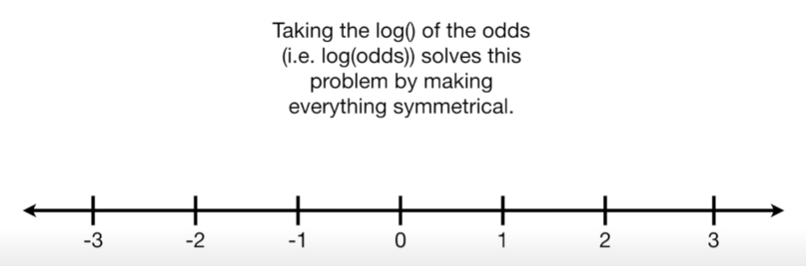 Taking the log() of the odds
(i.e. log(odds)) solves this
problem by making
everything symmetrical.
-3 -2 -1 0 1 2 3